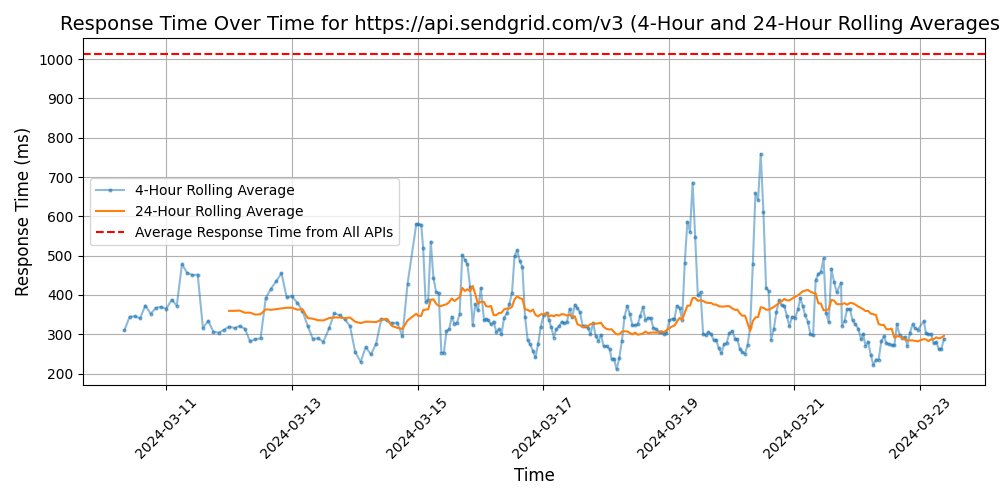 Response Time Over Time for https://api.sendgrid.com/v3 (4-Hour and 24-Hour Rolling Averages
Response Time (ms)
1000
900
800
700
600
500
400
300
200
4-Hour Rolling Average
24-Hour Rolling Average
Average Response Time from All APIs
2024-03-11
2024-03-13
2024-03-15
2024-03-17
2024-03-19
2024-03-21
2024-03-23
Time